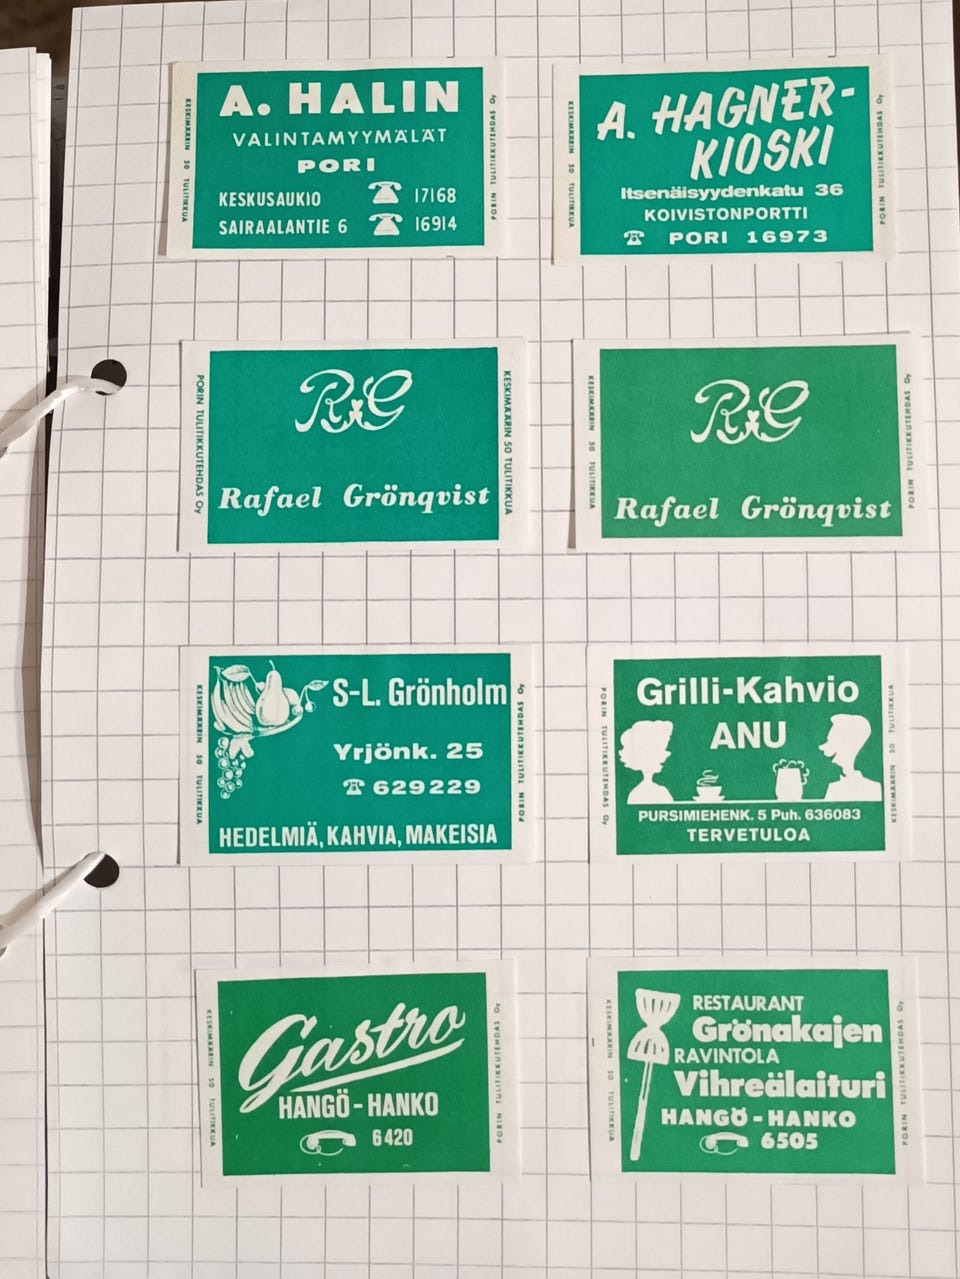 KESKIMÄÄRIN 50 TULITIKKUA
A. HALIN
VALINTAMYYMÄLÄT
PORI
KESKUSAUKIO 17168
SAIRAALANTIE 6 16914
PORIN TULITIKKUTEHDAS Oy
KESKIMÄÄRIN 50 TULITIKKUA
A. HAGNER-
KIOSKI
Itsenäisyydenkatu 36
KOIVISTONPORTTI
☎ PORI 16973
PORIN TULITIKKUTEHDAS Oy
PORIN TULITIKKUTEHDAS Oy
R G
Rafael Grönqvist
KESKIMÄÄRIN 50 TULITIKKUA
KESKIMÄÄRIN 50 TULITIKKUA
R G
Rafael Grönqvist
PORIN TULITIKKUTEHDAS Oy
KESKIMÄÄRIN 50 TULITIKKUA
S-L. Grönholm
Yrjönk. 25
☎ 629229
HEDELMIÄ, KAHVIA, MAKEISIA
PORIN TULITIKKUTEHDAS Oy
PORIN TULITIKKUTEHDAS Oy
Grilli-Kahvio
ANU
PURSIMIEHENK. 5 Puh. 636083
TERVETULOA
KESKIMÄÄRIN 50 TULITIKKUA
KESKIMÄÄRIN 50 TULITIKKUA
Gastro
HANGÖ - HANKO
6420
PORIN TULITIKKUTEHDAS Oy
KESKIMÄÄRIN 50 TULITIKKUA
RESTAURANT
Grönakajen
RAVINTOLA
Vihreälaituri
HANGÖ - HANKO
6505
PORIN TULITIKKUTEHDAS Oy